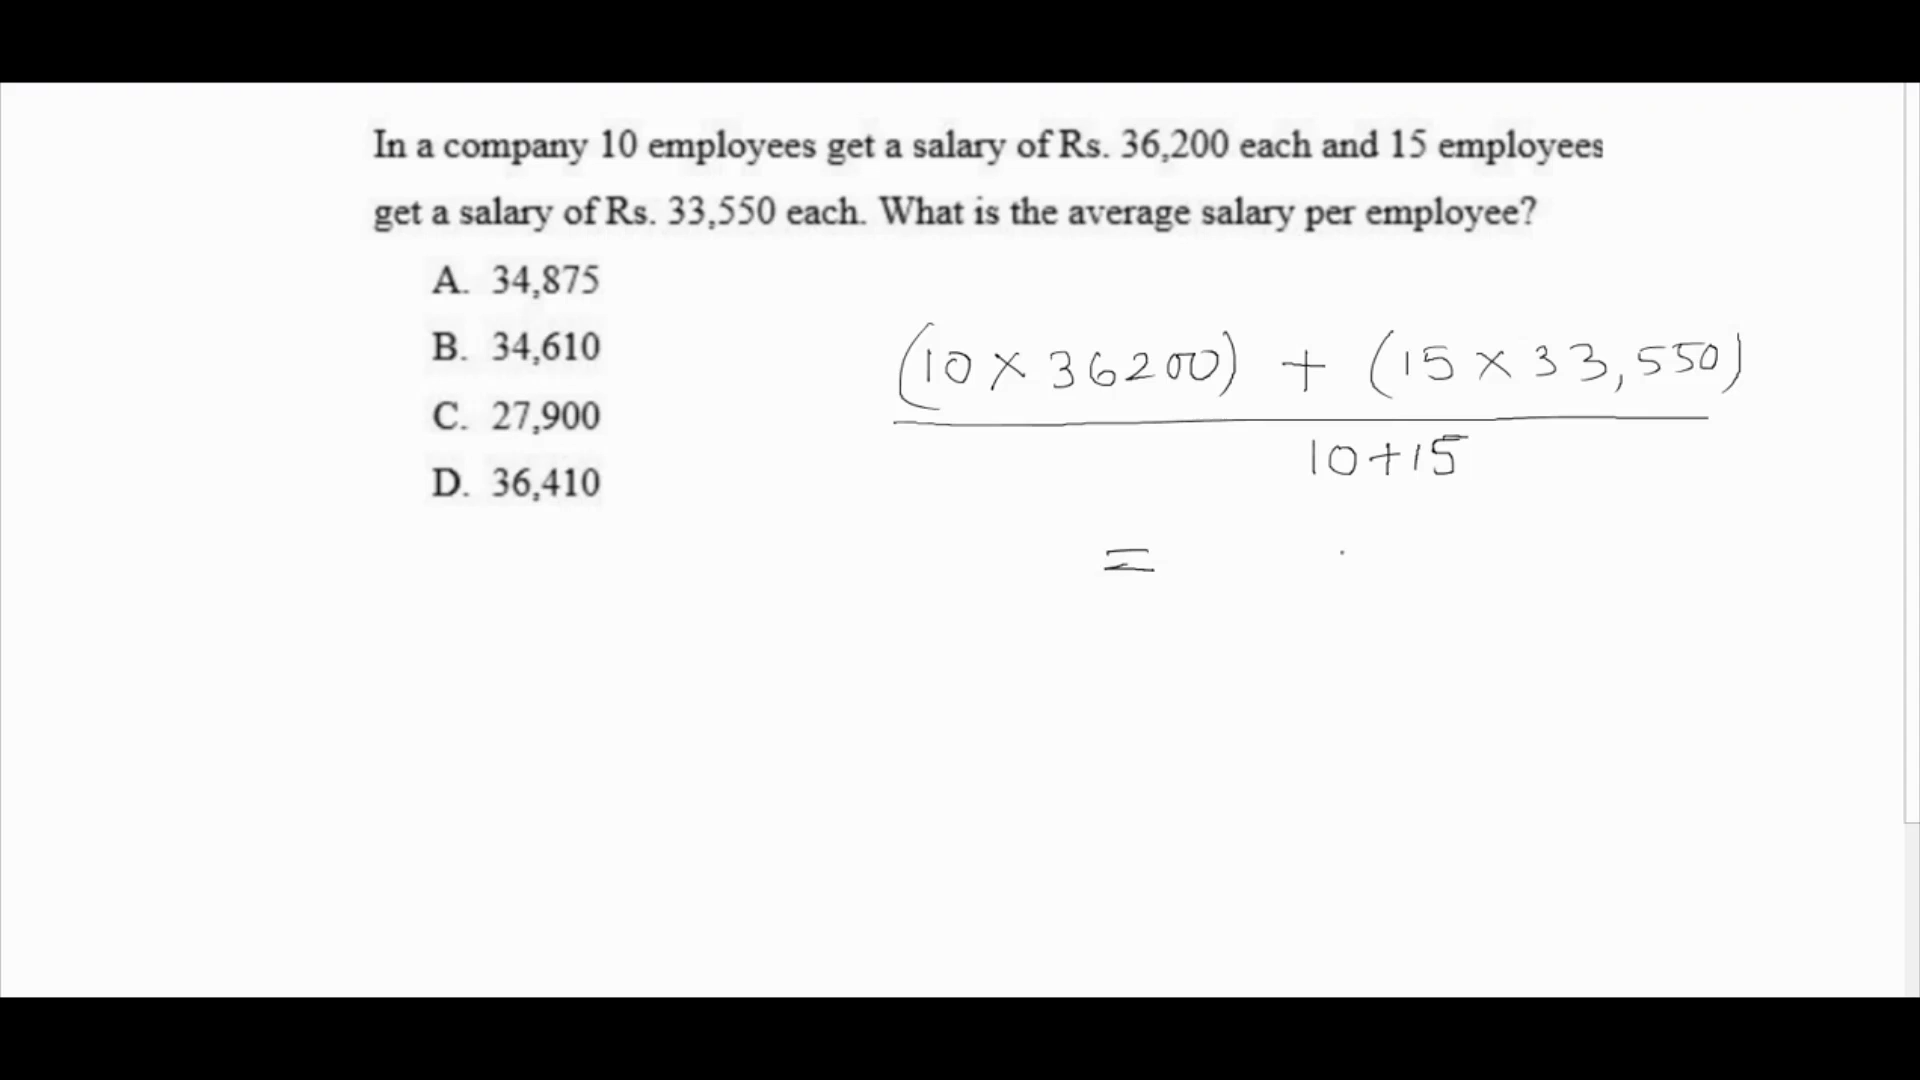 In a company 10 employees get a salary of Rs. 36,200 each and 15 employees
get a salary of Rs. 33,550 each. What is the average salary per employee?
A. 34,875
B. 34,610
C. 27,900
D. 36,410
(10 × 36200) + (15 × 33,550)
10+15
=